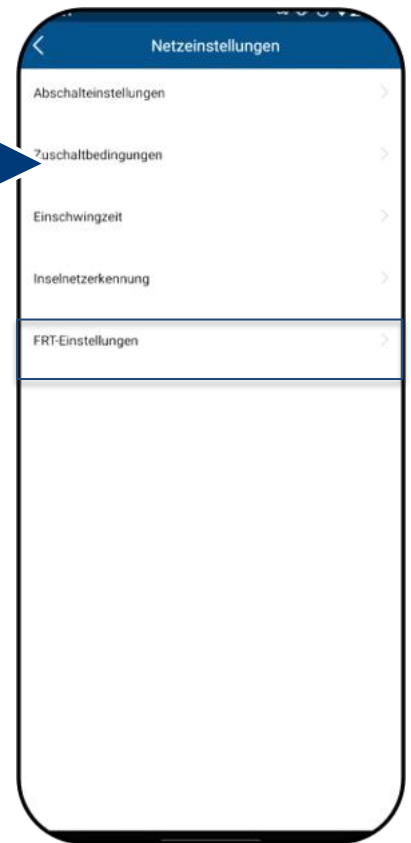 Netzeinstellungen
Abschalteinstellungen
Zuschaltbedingungen
Einschwingzeit
Inselnetzerkennung
FRT-Einstellungen